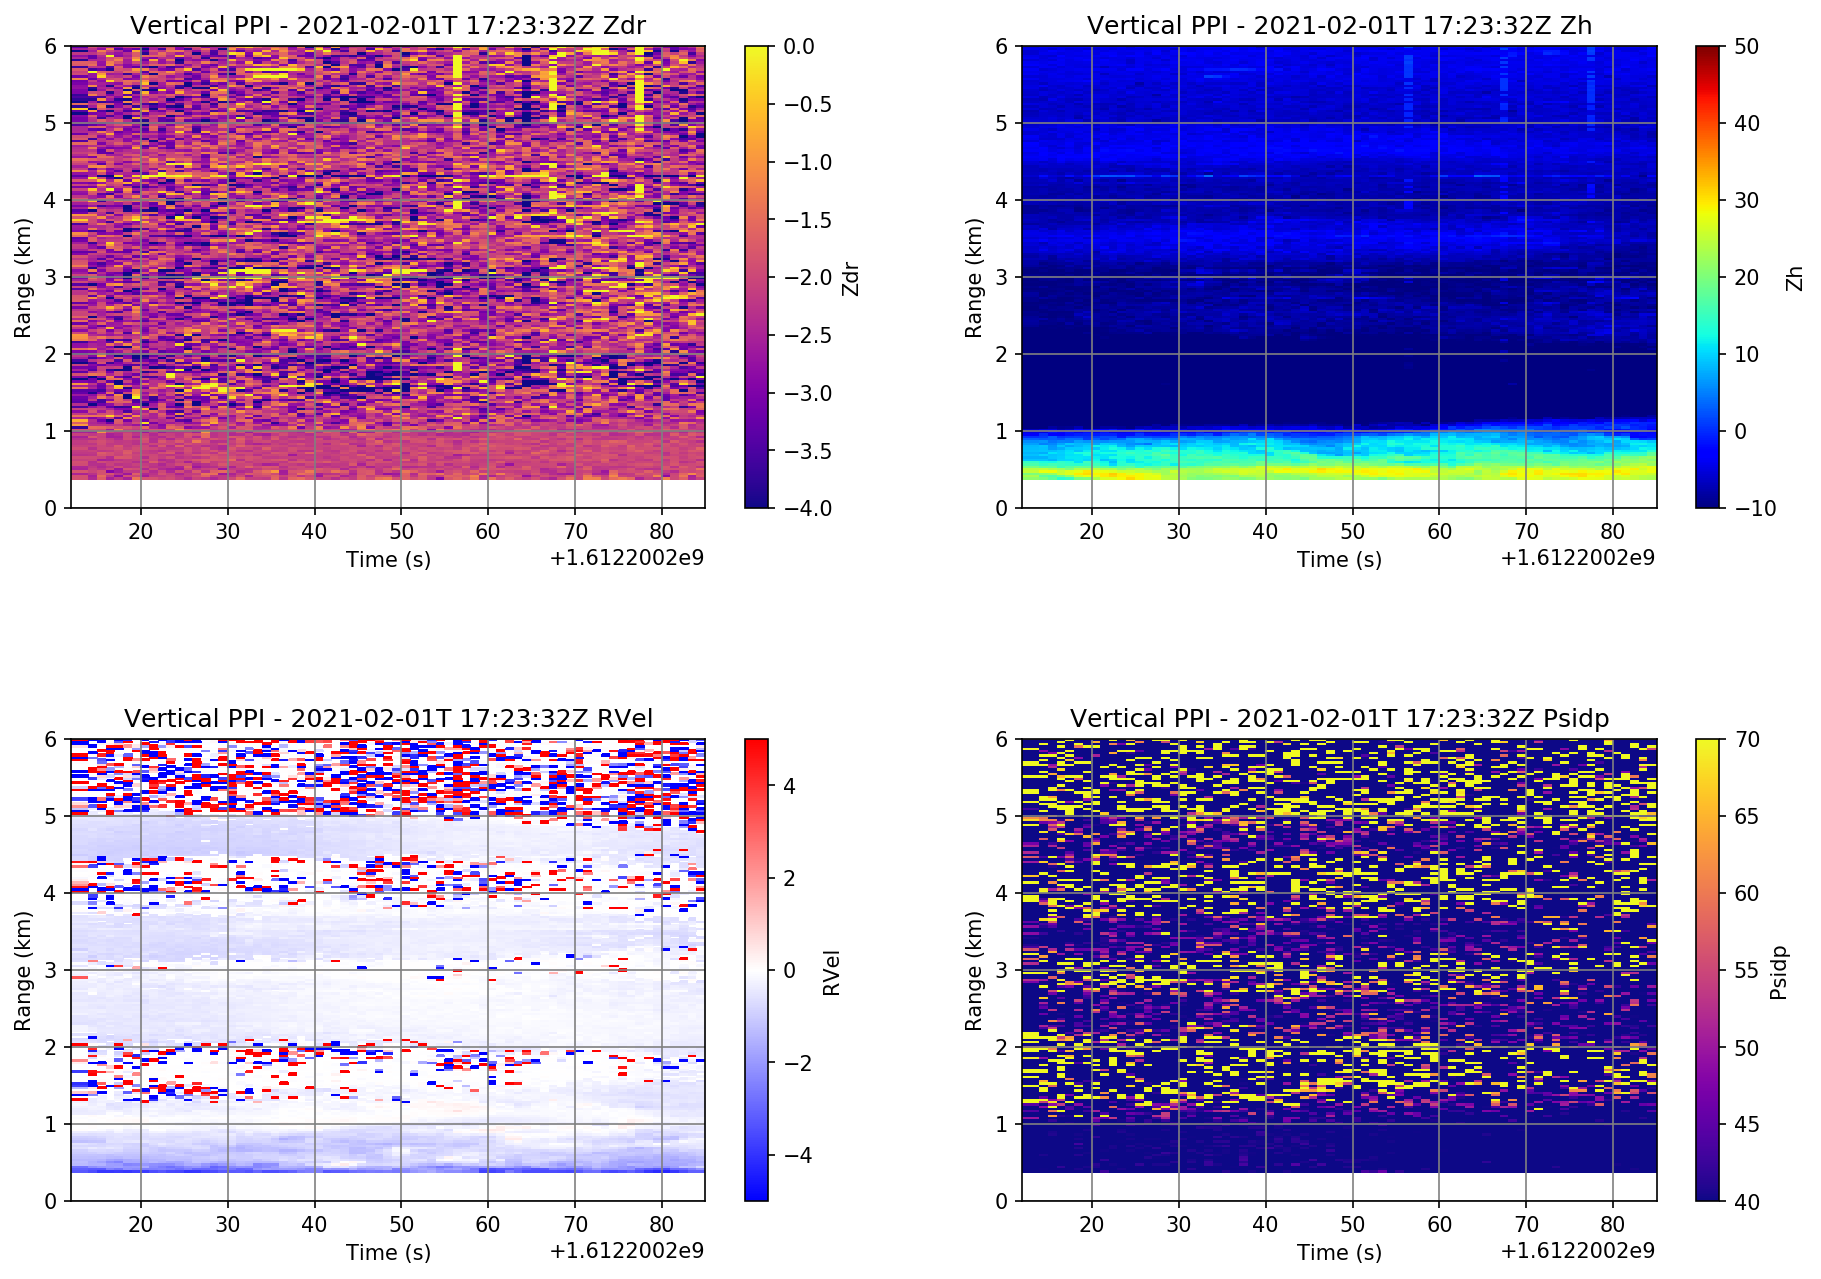 Vertical PPI - 2021-02-01T 17:23:32Z Zdr
6
5
4
3
2
1
0
Range (km)
20 30 40 50 60 70 80
Time (s)
+1.6122002e9
0.0
−0.5
−1.0
−1.5
−2.0
−2.5
−3.0
−3.5
−4.0
Zdr
Vertical PPI - 2021-02-01T 17:23:32Z Zh
6
5
4
3
2
1
0
Range (km)
20 30 40 50 60 70 80
Time (s)
+1.6122002e9
50
40
30
20
10
0
−10
Zh
Vertical PPI - 2021-02-01T 17:23:32Z RVel
6
5
4
3
2
1
0
Range (km)
20 30 40 50 60 70 80
Time (s)
+1.6122002e9
4
2
0
−2
−4
RVel
Vertical PPI - 2021-02-01T 17:23:32Z Psidp
6
5
4
3
2
1
0
Range (km)
20 30 40 50 60 70 80
Time (s)
+1.6122002e9
70
65
60
55
50
45
40
Psidp